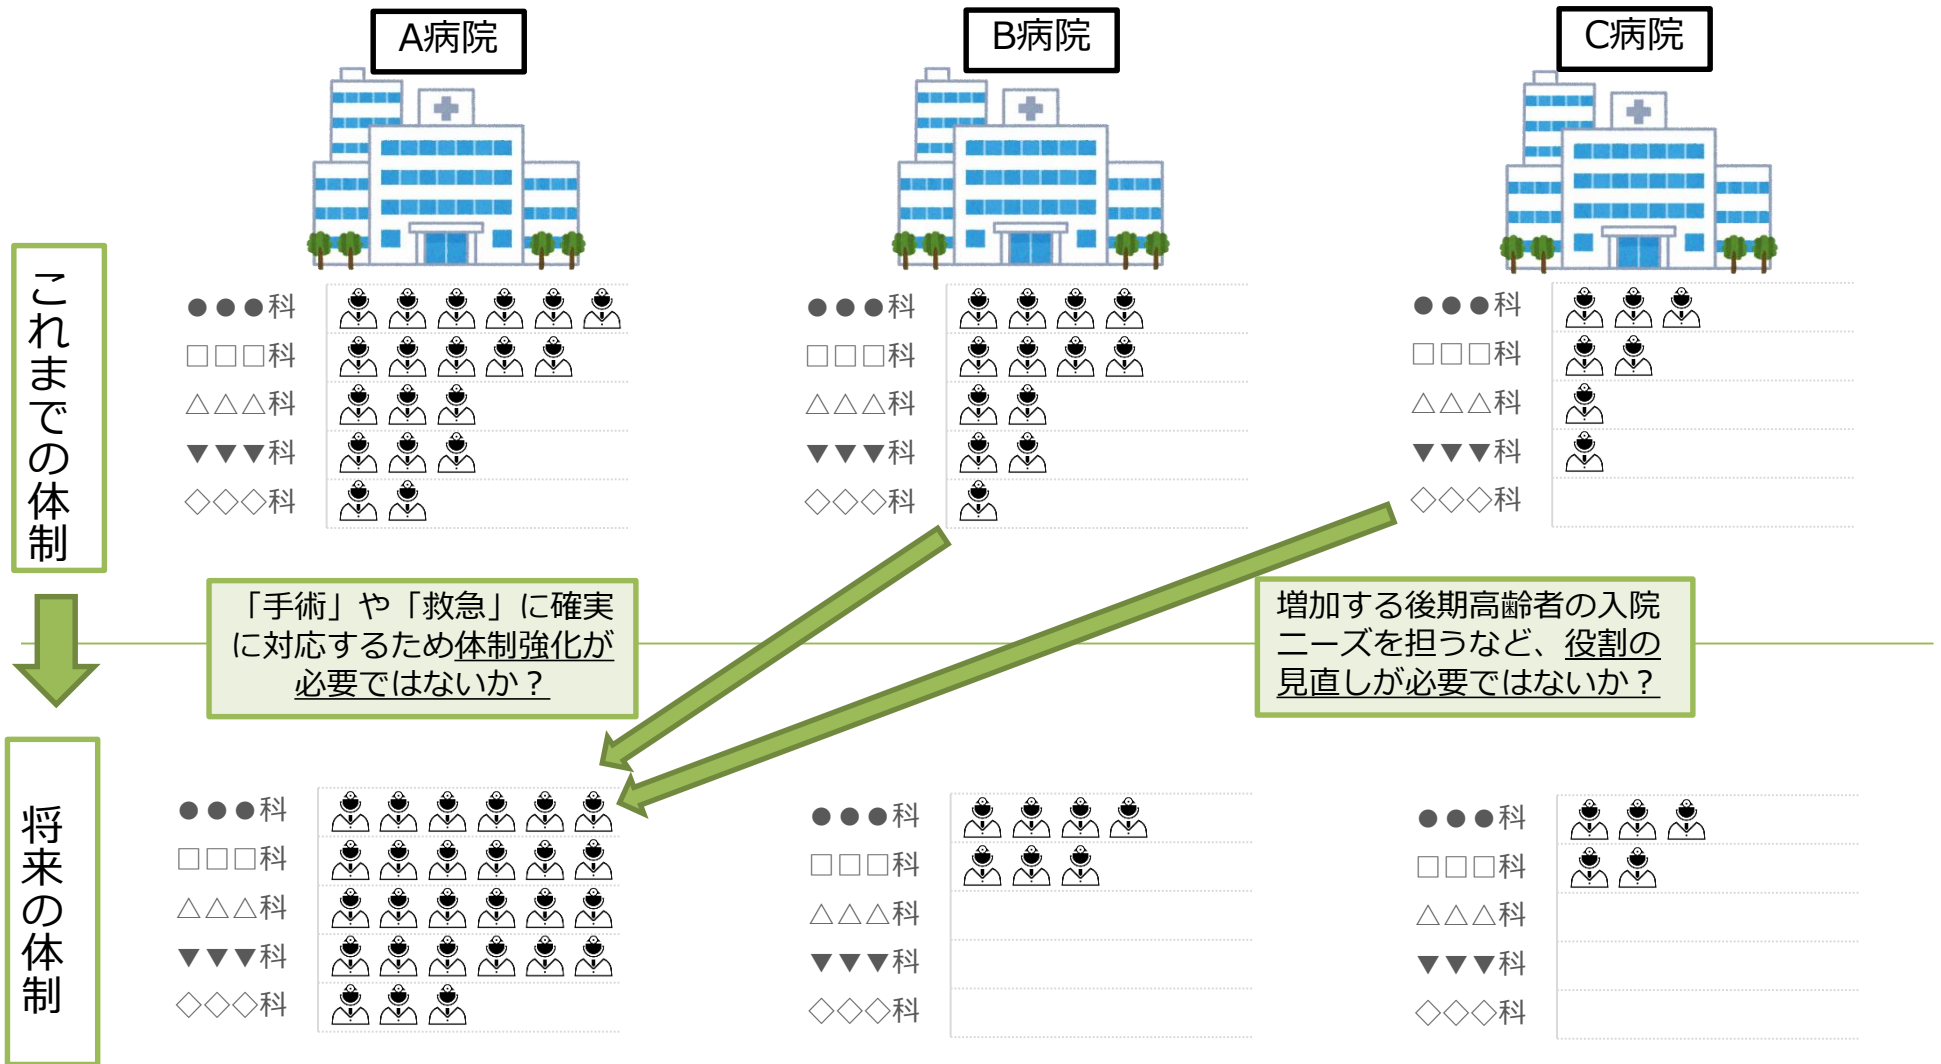 A病院
B病院
C病院
これまでの体制
●●●科
□□□科
△△△科
▼▼▼科
◇◇◇科
●●●科
□□□科
△△△科
▼▼▼科
◇◇◇科
●●●科
□□□科
△△△科
▼▼▼科
◇◇◇科
「手術」や「救急」に確実
に対応するため体制強化が
必要ではないか？
増加する後期高齢者の入院
ニーズを担うなど、役割の
見直しが必要ではないか？
将来の体制
●●●科
□□□科
△△△科
▼▼▼科
◇◇◇科
●●●科
□□□科
△△△科
▼▼▼科
◇◇◇科
●●●科
□□□科
△△△科
▼▼▼科
◇◇◇科